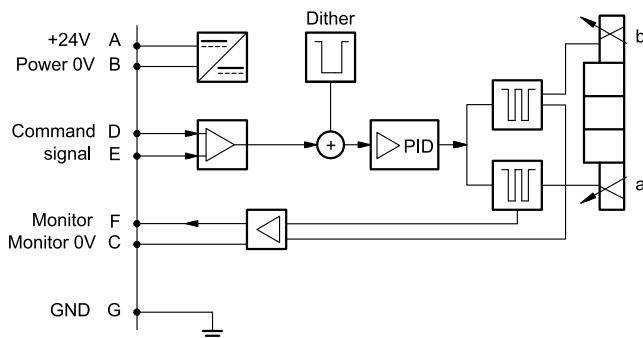 Dither
+24V A
Power 0V B
b
Command D
signal E
+
PID
a
Monitor F
Monitor 0V C
GND G